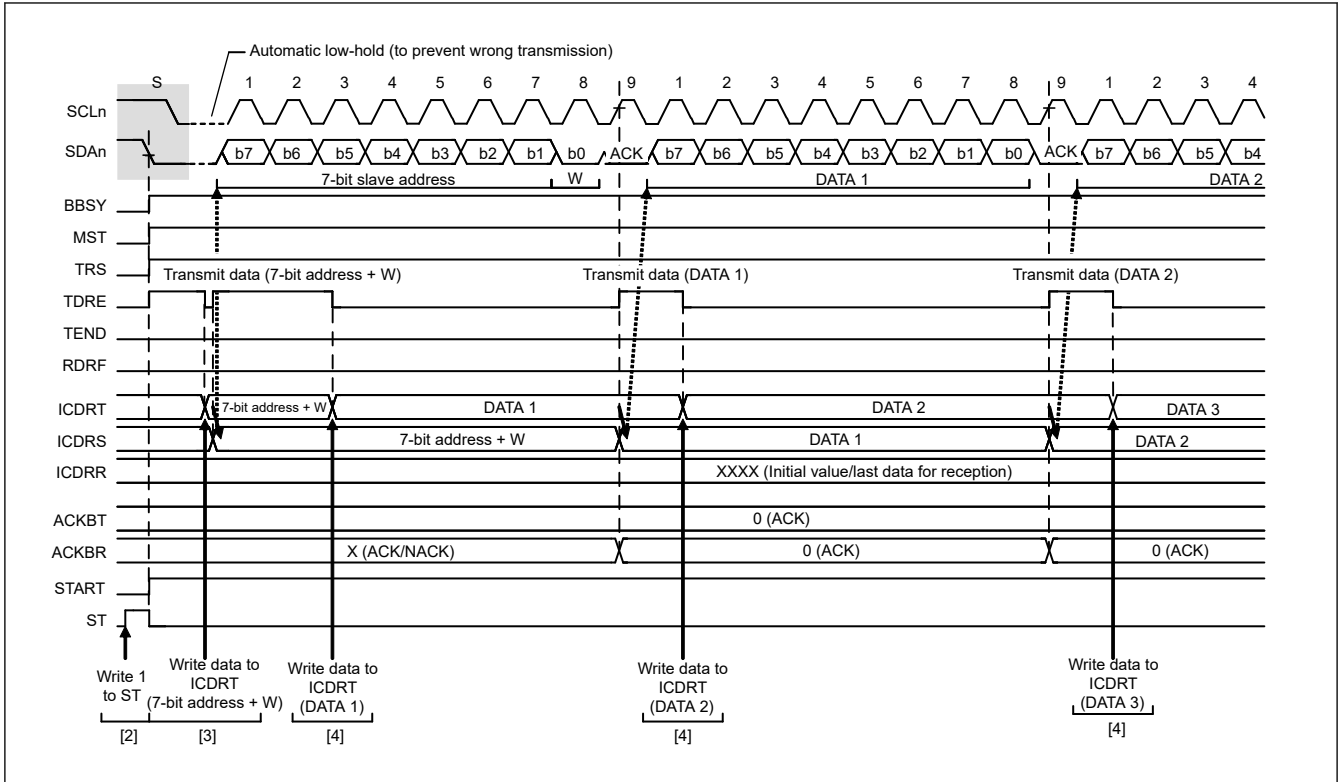 Automatic low-hold (to prevent wrong transmission)
S 1 2 3 4 5 6 7 8 9 1 2 3 4 5 6 7 8 9 1 2 3 4
SCLn
SDAn b7 b6 b5 b4 b3 b2 b1 b0 ACK b7 b6 b5 b4 b3 b2 b1 b0 ACK b7 b6 b5 b4
7-bit slave address W DATA 1 DATA 2
BBSY
MST
TRS
Transmit data (7-bit address + W) Transmit data (DATA 1) Transmit data (DATA 2)
TDRE
TEND
RDRF
ICDRT 7-bit address + W DATA 1 DATA 2 DATA 3
ICDRS 7-bit address + W DATA 1 DATA 2
ICDRR XXXX (Initial value/last data for reception)
ACKBT 0 (ACK)
ACKBR X (ACK/NACK) 0 (ACK) 0 (ACK)
START
ST
Write 1
to ST
[2]
Write data to
ICDRT
(7-bit address + W)
[3]
Write data to
ICDRT
(DATA 1)
[4]
Write data to
ICDRT
(DATA 2)
[4]
Write data to
ICDRT
(DATA 3)
[4]